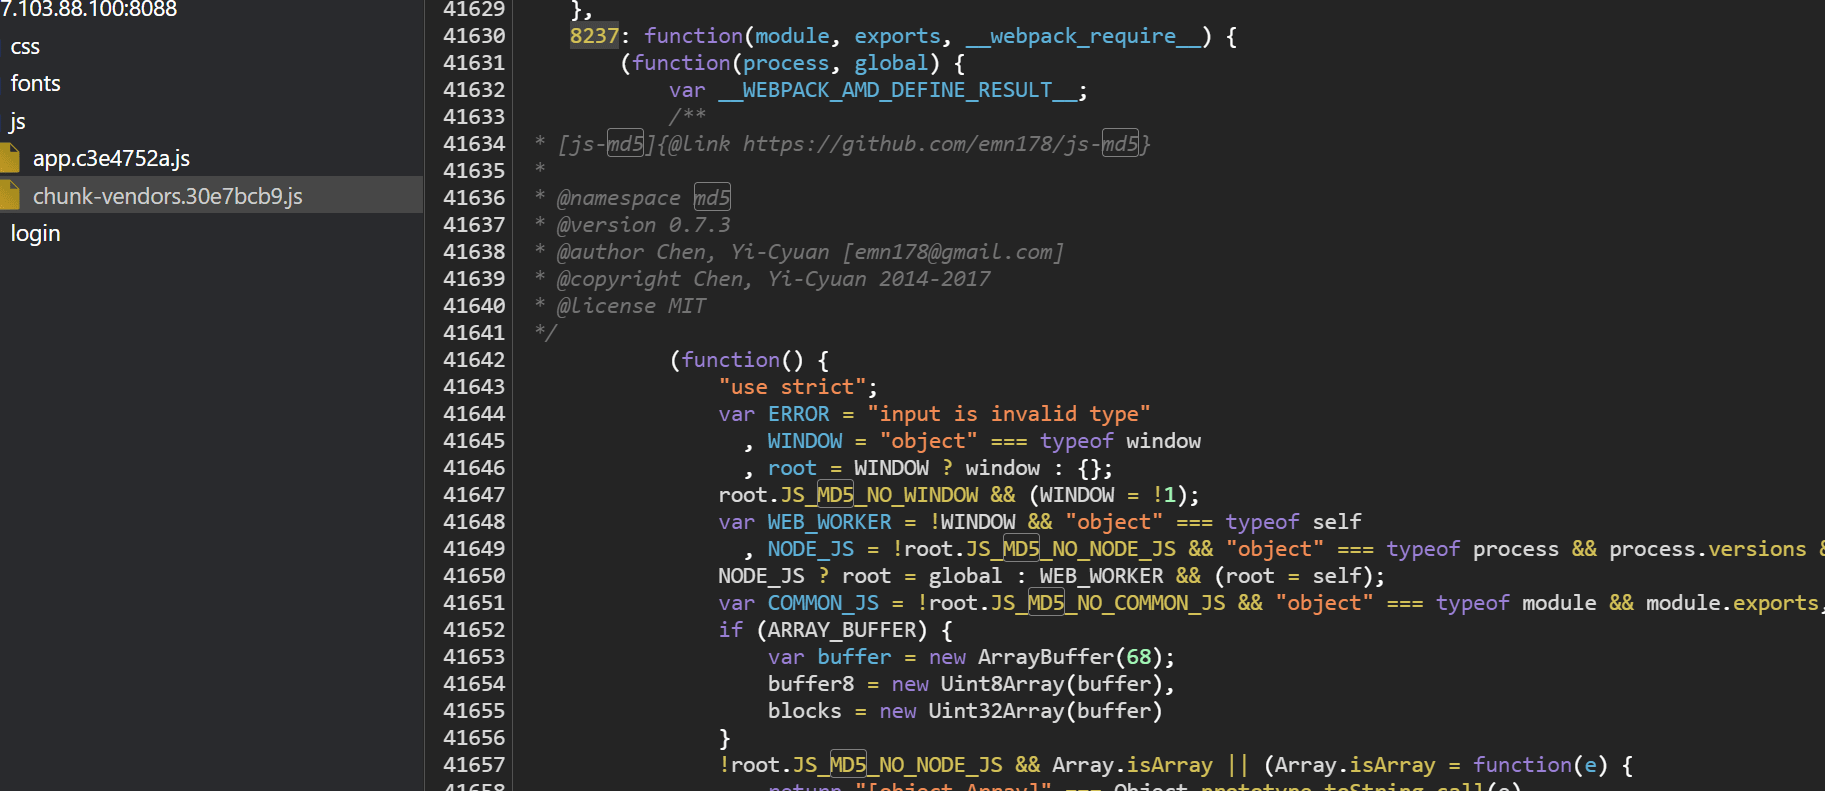 7.103.88.100:8088
css
fonts
js
app.c3e4752a.js
chunk-vendors.30e7bcb9.js
login
41629 },
41630 8237: function(module, exports, __webpack_require__) {
41631 (function(process, global) {
41632 var __WEBPACK_AMD_DEFINE_RESULT__;
41633 /**
41634 * [js-md5]{@link https://github.com/emn178/js-md5}
41635 *
41636 * @namespace md5
41637 * @version 0.7.3
41638 * @author Chen, Yi-Cyuan [emn178@gmail.com]
41639 * @copyright Chen, Yi-Cyuan 2014-2017
41640 * @license MIT
41641 */
41642 (function() {
41643 "use strict";
41644 var ERROR = "input is invalid type"
41645 , WINDOW = "object" === typeof window
41646 , root = WINDOW ? window : {};
41647 root.JS_MD5_NO_WINDOW && (WINDOW = !1);
41648 var WEB_WORKER = !WINDOW && "object" === typeof self
41649 , NODE_JS = !root.JS_MD5_NO_NODE_JS && "object" === typeof process && process.versions &
41650 NODE_JS ? root = global : WEB_WORKER && (root = self);
41651 var COMMON_JS = !root.JS_MD5_NO_COMMON_JS && "object" === typeof module && module.exports,
41652 if (ARRAY_BUFFER) {
41653 var buffer = new ArrayBuffer(68);
41654 buffer8 = new Uint8Array(buffer),
41655 blocks = new Uint32Array(buffer)
41656 }
41657 !root.JS_MD5_NO_NODE_JS && Array.isArray || (Array.isArray = function(e) {
41658 return "[object Array]" === Object.prototype.toString.call(e)